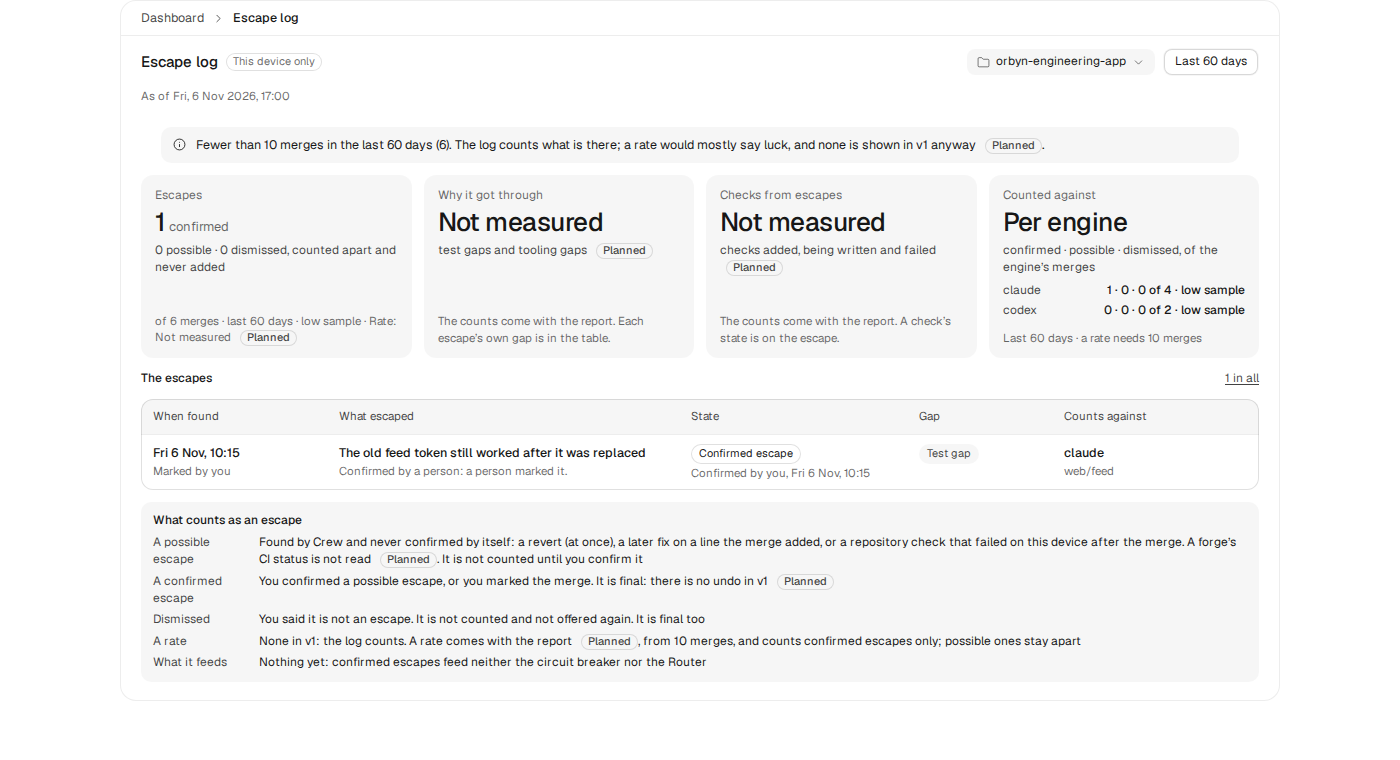 Dashboard > Escape log
Escape log This device only
orbyn-engineering-app Last 60 days
As of Fri, 6 Nov 2026, 17:00
Fewer than 10 merges in the last 60 days (6). The log counts what is there; a rate would mostly say luck, and none is shown in v1 anyway Planned.
Escapes
1 confirmed
0 possible · 0 dismissed, counted apart and
never added
of 6 merges · last 60 days · low sample · Rate:
Not measured Planned
Why it got through
Not measured
test gaps and tooling gaps Planned
The counts come with the report. Each
escape's own gap is in the table.
Checks from escapes
Not measured
checks added, being written and failed
Planned
The counts come with the report. A check's
state is on the escape.
Counted against
Per engine
confirmed · possible · dismissed, of the
engine's merges
claude 1 · 0 · 0 of 4 · low sample
codex 0 · 0 · 0 of 2 · low sample
Last 60 days · a rate needs 10 merges
The escapes 1 in all
When found What escaped State Gap Counts against
Fri 6 Nov, 10:15 The old feed token still worked after it was replaced Confirmed escape Test gap claude
Marked by you Confirmed by a person: a person marked it. Confirmed by you, Fri 6 Nov, 10:15 web/feed
What counts as an escape
A possible Found by Crew and never confirmed by itself: a revert (at once), a later fix on a line the merge added, or a repository check that failed on this device after the merge. A forge's
escape CI status is not read Planned. It is not counted until you confirm it
A confirmed You confirmed a possible escape, or you marked the merge. It is final: there is no undo in v1 Planned
escape
Dismissed You said it is not an escape. It is not counted and not offered again. It is final too
A rate None in v1: the log counts. A rate comes with the report Planned, from 10 merges, and counts confirmed escapes only; possible ones stay apart
What it feeds Nothing yet: confirmed escapes feed neither the circuit breaker nor the Router